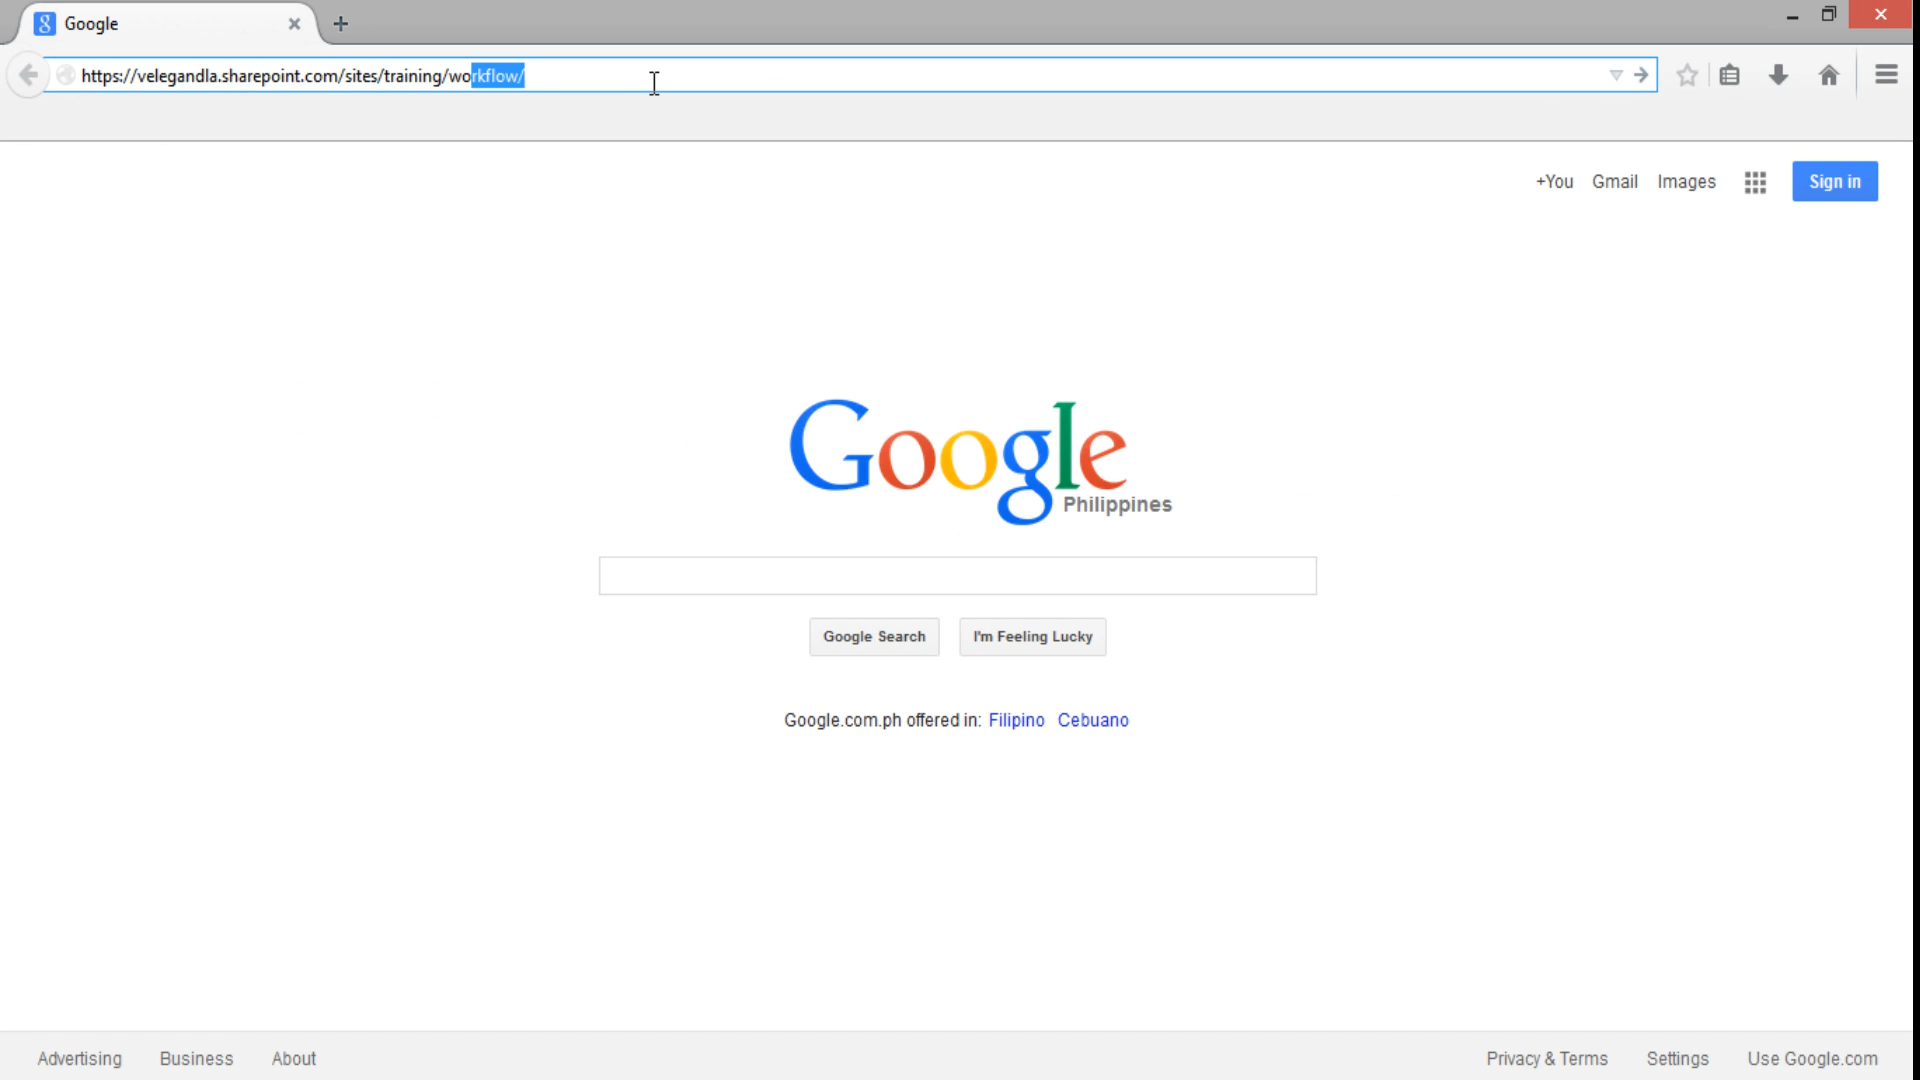 Google
https://velegandla.sharepoint.com/sites/training/workflow/
+You Gmail Images Sign in
Google
Philippines
Google Search I'm Feeling Lucky
Google.com.ph offered in: Filipino Cebuano
Advertising Business About Privacy & Terms Settings Use Google.com